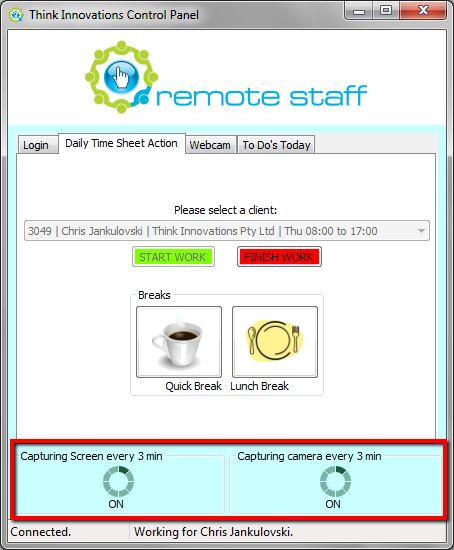 Think Innovations Control Panel
remote staff
Login Daily Time Sheet Action Webcam To Do's Today
Please select a client:
3049 | Chris Jankulovski | Think Innovations Pty Ltd | Thu 08:00 to 17:00
START WORK FINISH WORK
Breaks
Quick Break Lunch Break
Capturing Screen every 3 min Capturing camera every 3 min
ON ON
Connected. Working for Chris Jankulovski.